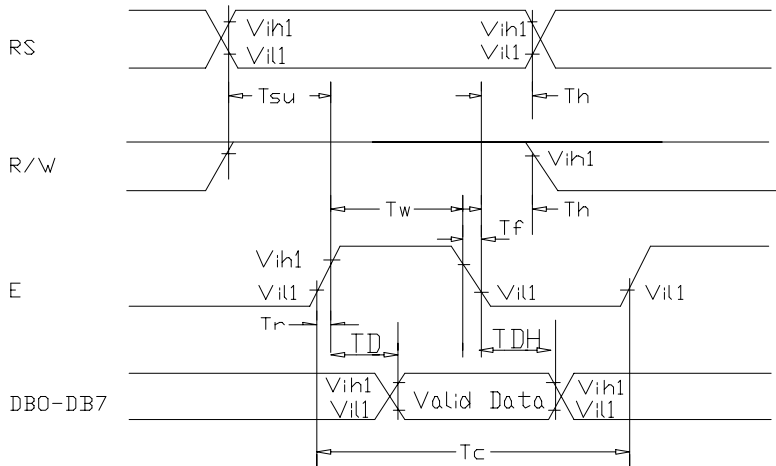 Vih1 Vih1
RS
Vil1 Vil1
Tsu Th
R/W Vih1
Tw Th
Tf
Vih1
E Vil1 Vil1 Vil1
Tr
TD TDH
Vih1 Vih1
DB0-DB7 Vil1 Valid Data Vil1
Tc